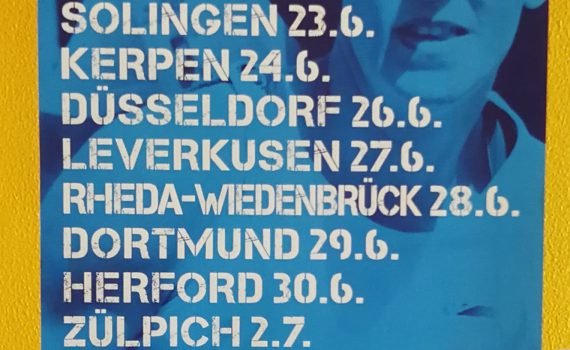 SOLINGEN 23.6.
KERPEN 24.6.
DÜSSELDORF 26.6.
LEVERKUSEN 27.6.
RHEDA-WIEDENBRÜCK 28.6.
DORTMUND 29.6.
HERFORD 30.6.
ZÜLPICH 2.7.